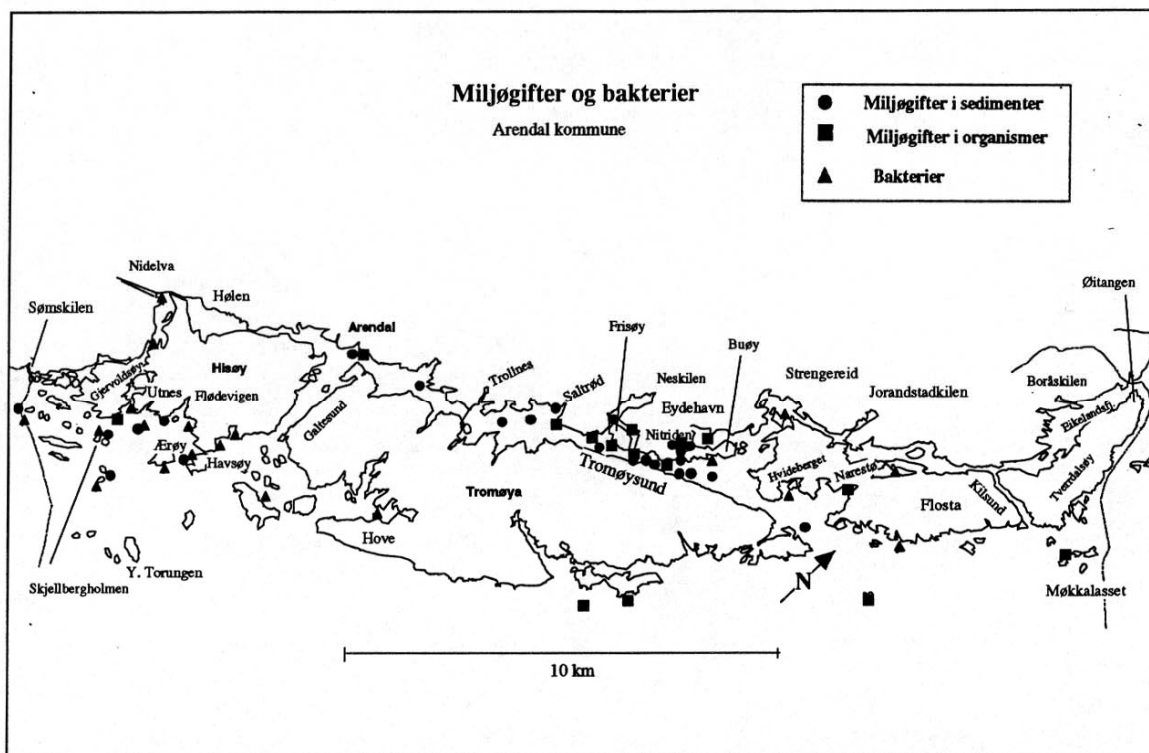 Miljøgifter og bakterier
Arendal kommune
Miljøgifter i sedimenter
Miljøgifter i organismer
Bakterier
Nidelva
Hølen
Sømskilen
Arendal
Frisøy
Buøy
Øitangen
Gjervoldsøy
Utnes
Hisøy
Flødevigen
Galtesund
Trollnes
Saltrød
Neskilen
Eydehavn
Nitriden
Strengereid
Jorandstadkilen
Boråskilen
Eikelandsfj.
Ærøy
Havsøy
Tromøysund
Tromøya
Hvideberget
Narestø
Flosta
Kilsund
Tverdalsøy
Hove
Y. Torungen
Skjellbergholmen
N
Møkkalasset
10 km